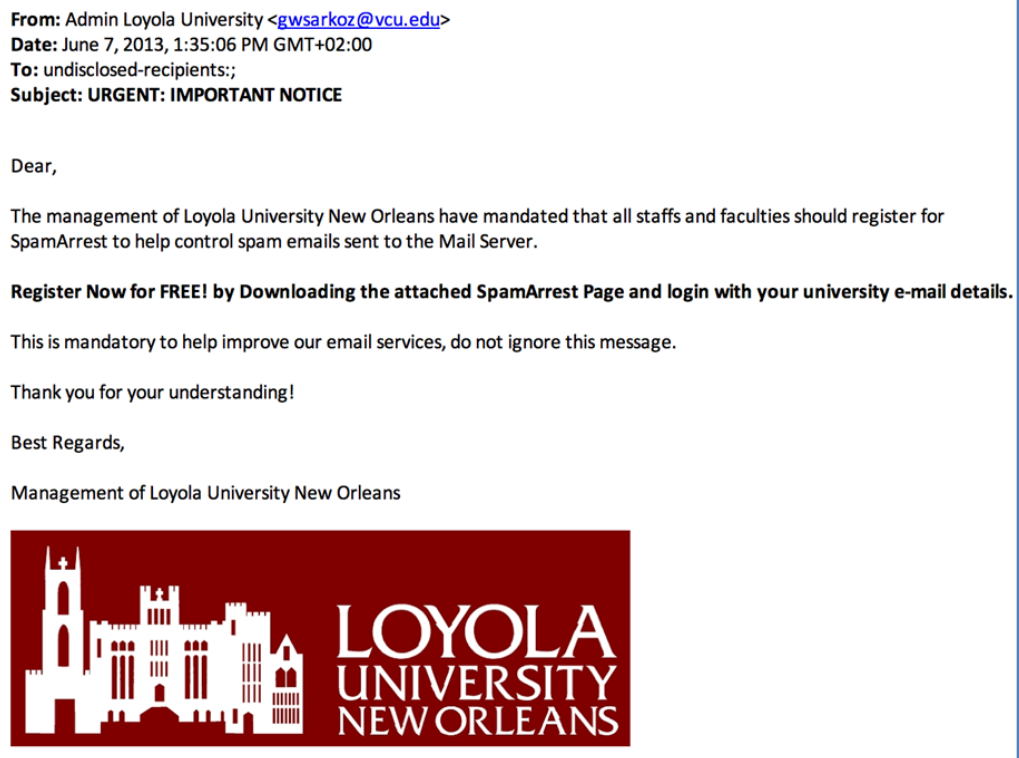 From: Admin Loyola University <gwsarkoz@vcu.edu>
Date: June 7, 2013, 1:35:06 PM GMT+02:00
To: undisclosed-recipients:;
Subject: URGENT: IMPORTANT NOTICE
Dear,
The management of Loyola University New Orleans have mandated that all staffs and faculties should register for
SpamArrest to help control spam emails sent to the Mail Server.
Register Now for FREE! by Downloading the attached SpamArrest Page and login with your university e-mail details.
This is mandatory to help improve our email services, do not ignore this message.
Thank you for your understanding!
Best Regards,
Management of Loyola University New Orleans
LOYOLA
UNIVERSITY
NEW ORLEANS